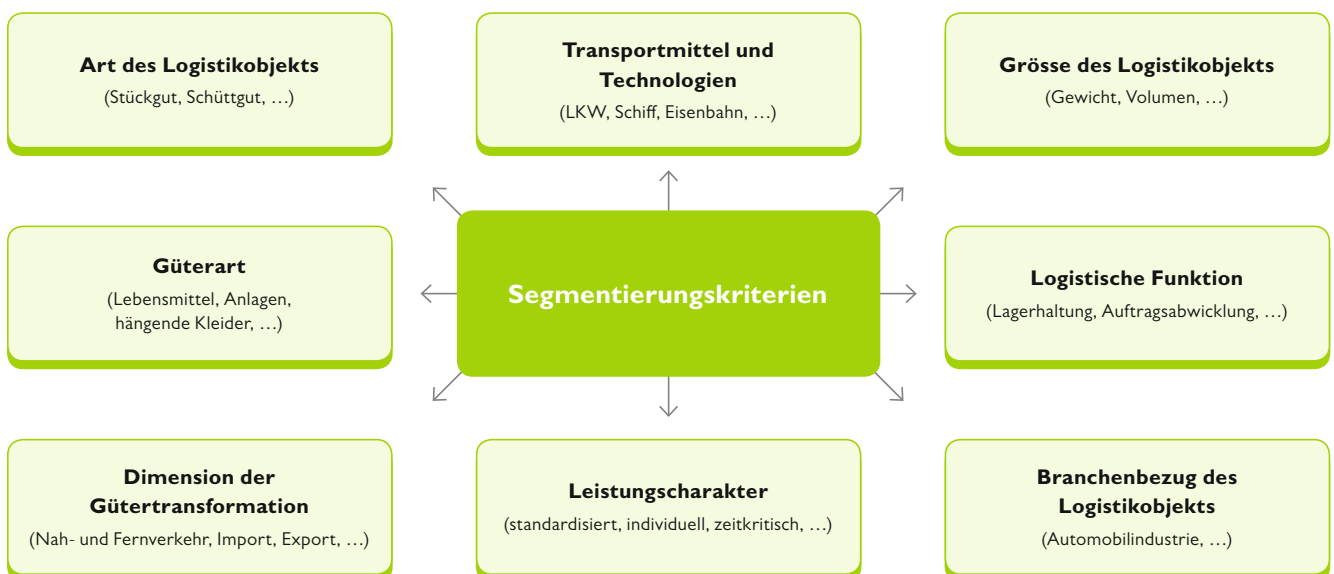 Art des Logistikobjekts
(Stückgut, Schüttgut, …)
Transportmittel und
Technologien
(LKW, Schiff, Eisenbahn, …)
Grösse des Logistikobjekts
(Gewicht, Volumen, …)
Güterart
(Lebensmittel, Anlagen,
hängende Kleider, …)
Segmentierungskriterien
Logistische Funktion
(Lagerhaltung, Auftragsabwicklung, …)
Dimension der
Gütertransformation
(Nah- und Fernverkehr, Import, Export, …)
Leistungscharakter
(standardisiert, individuell, zeitkritisch, …)
Branchenbezug des
Logistikobjekts
(Automobilindustrie, …)